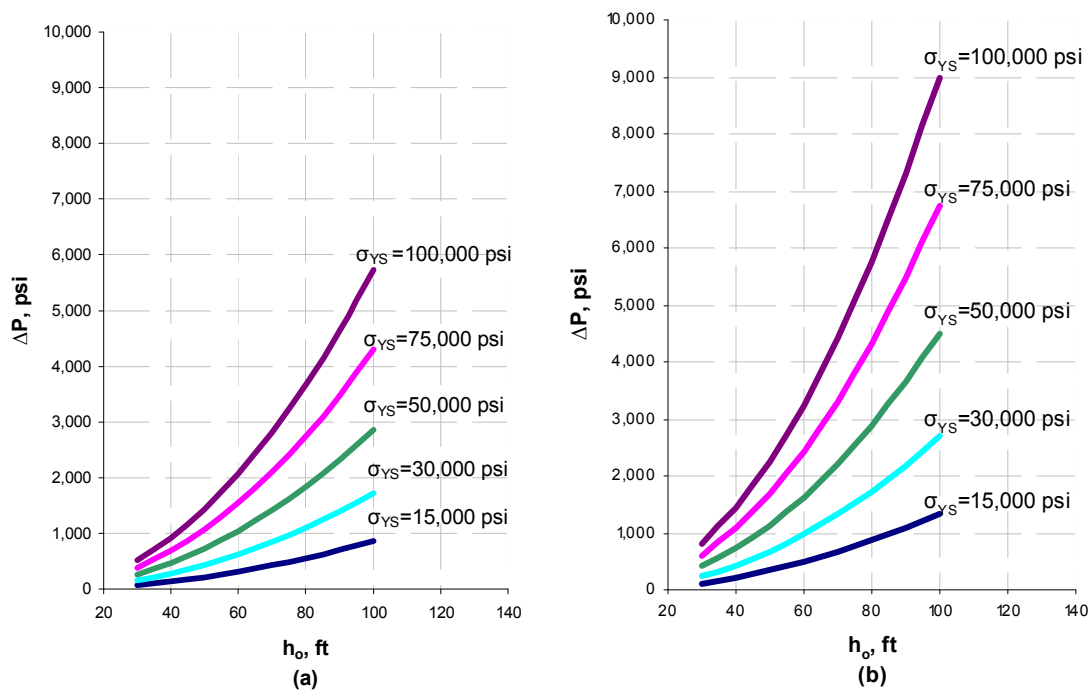 10,000
9,000
8,000
7,000
6,000
5,000
4,000
3,000
2,000
1,000
0
20 40 60 80 100 120 140
ΔP, psi
h₀, ft
(a)
σYS =100,000 psi
σYS=75,000 psi
σYS=50,000 psi
σYS=30,000 psi
σYS=15,000 psi
10,000
9,000
8,000
7,000
6,000
5,000
4,000
3,000
2,000
1000
0
20 40 60 80 100 120 140
ΔP, psi
h₀, ft
(b)
σYS=100,000 psi
σYS=75,000 psi
σYS=50,000 psi
σYS=30,000 psi
σYS=15,000 psi